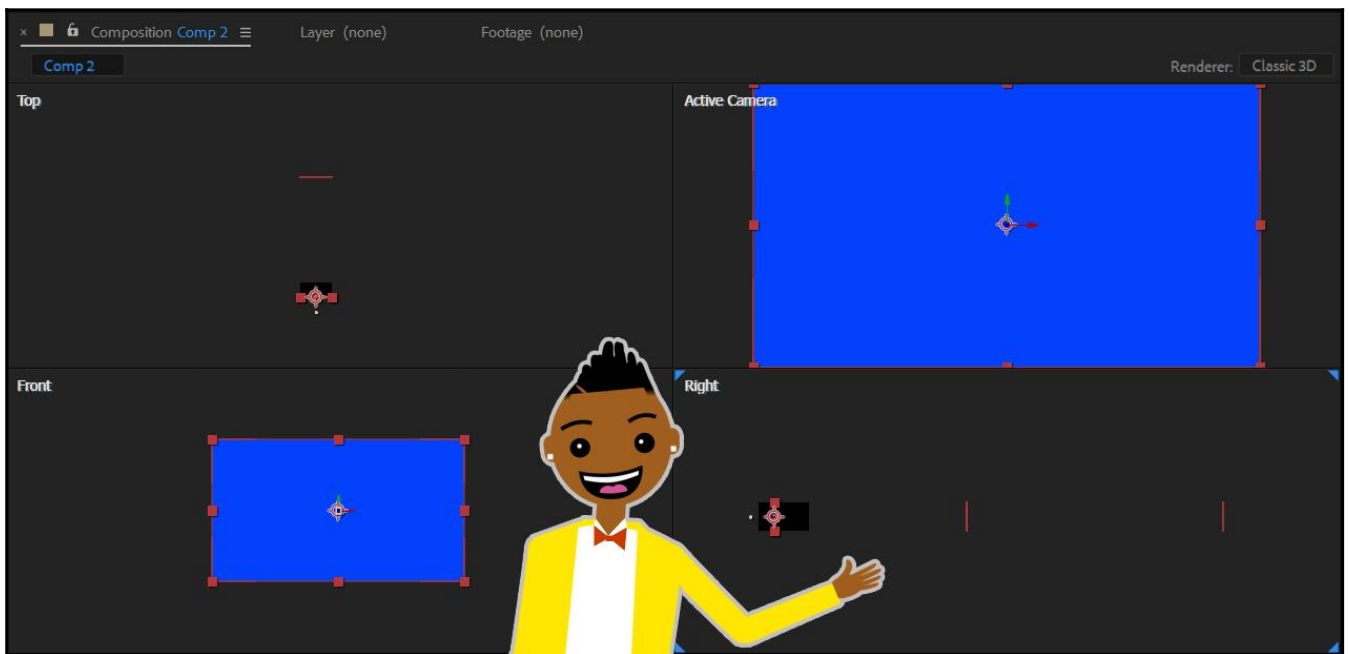 Composition Comp 2 Layer (none) Footage (none)
Comp 2 Renderer: Classic 3D
Top Active Camera
Front Right